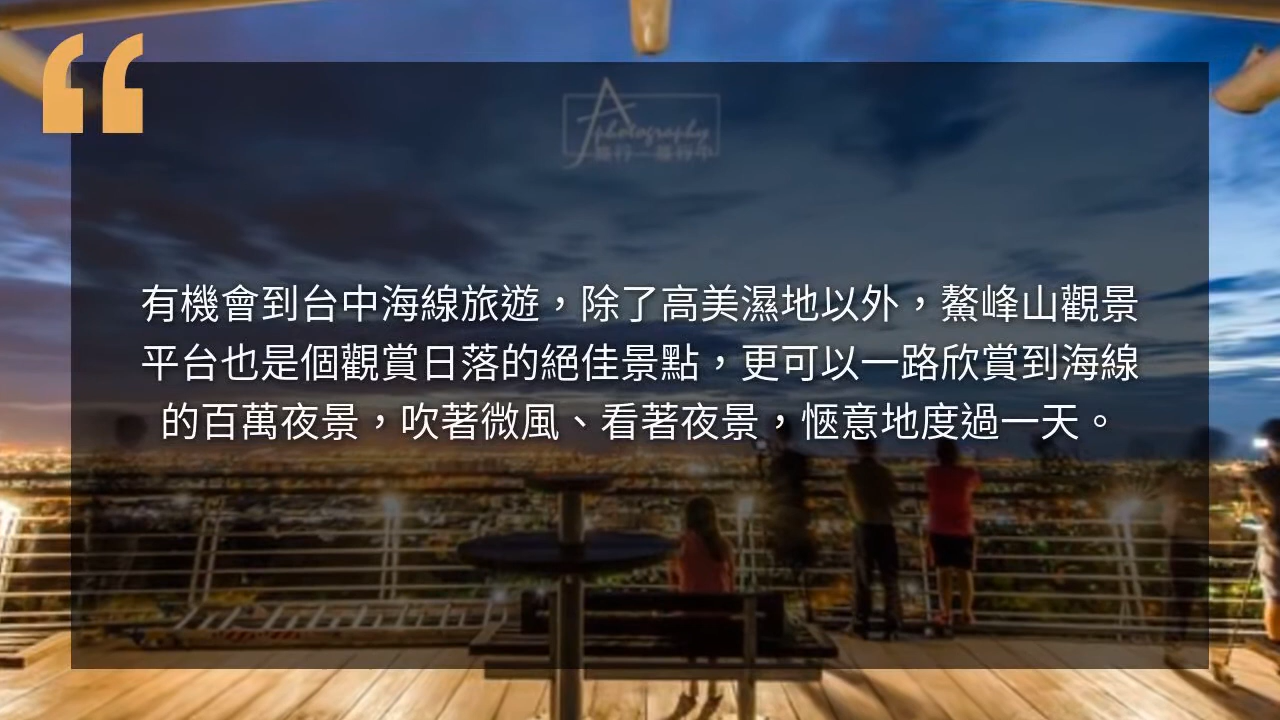 photography
有機會到台中海線旅遊，除了高美濕地以外，鰲峰山觀景
平台也是個觀賞日落的絕佳景點，更可以一路欣賞到海線
的百萬夜景，吹著微風、看著夜景，愜意地度過一天。